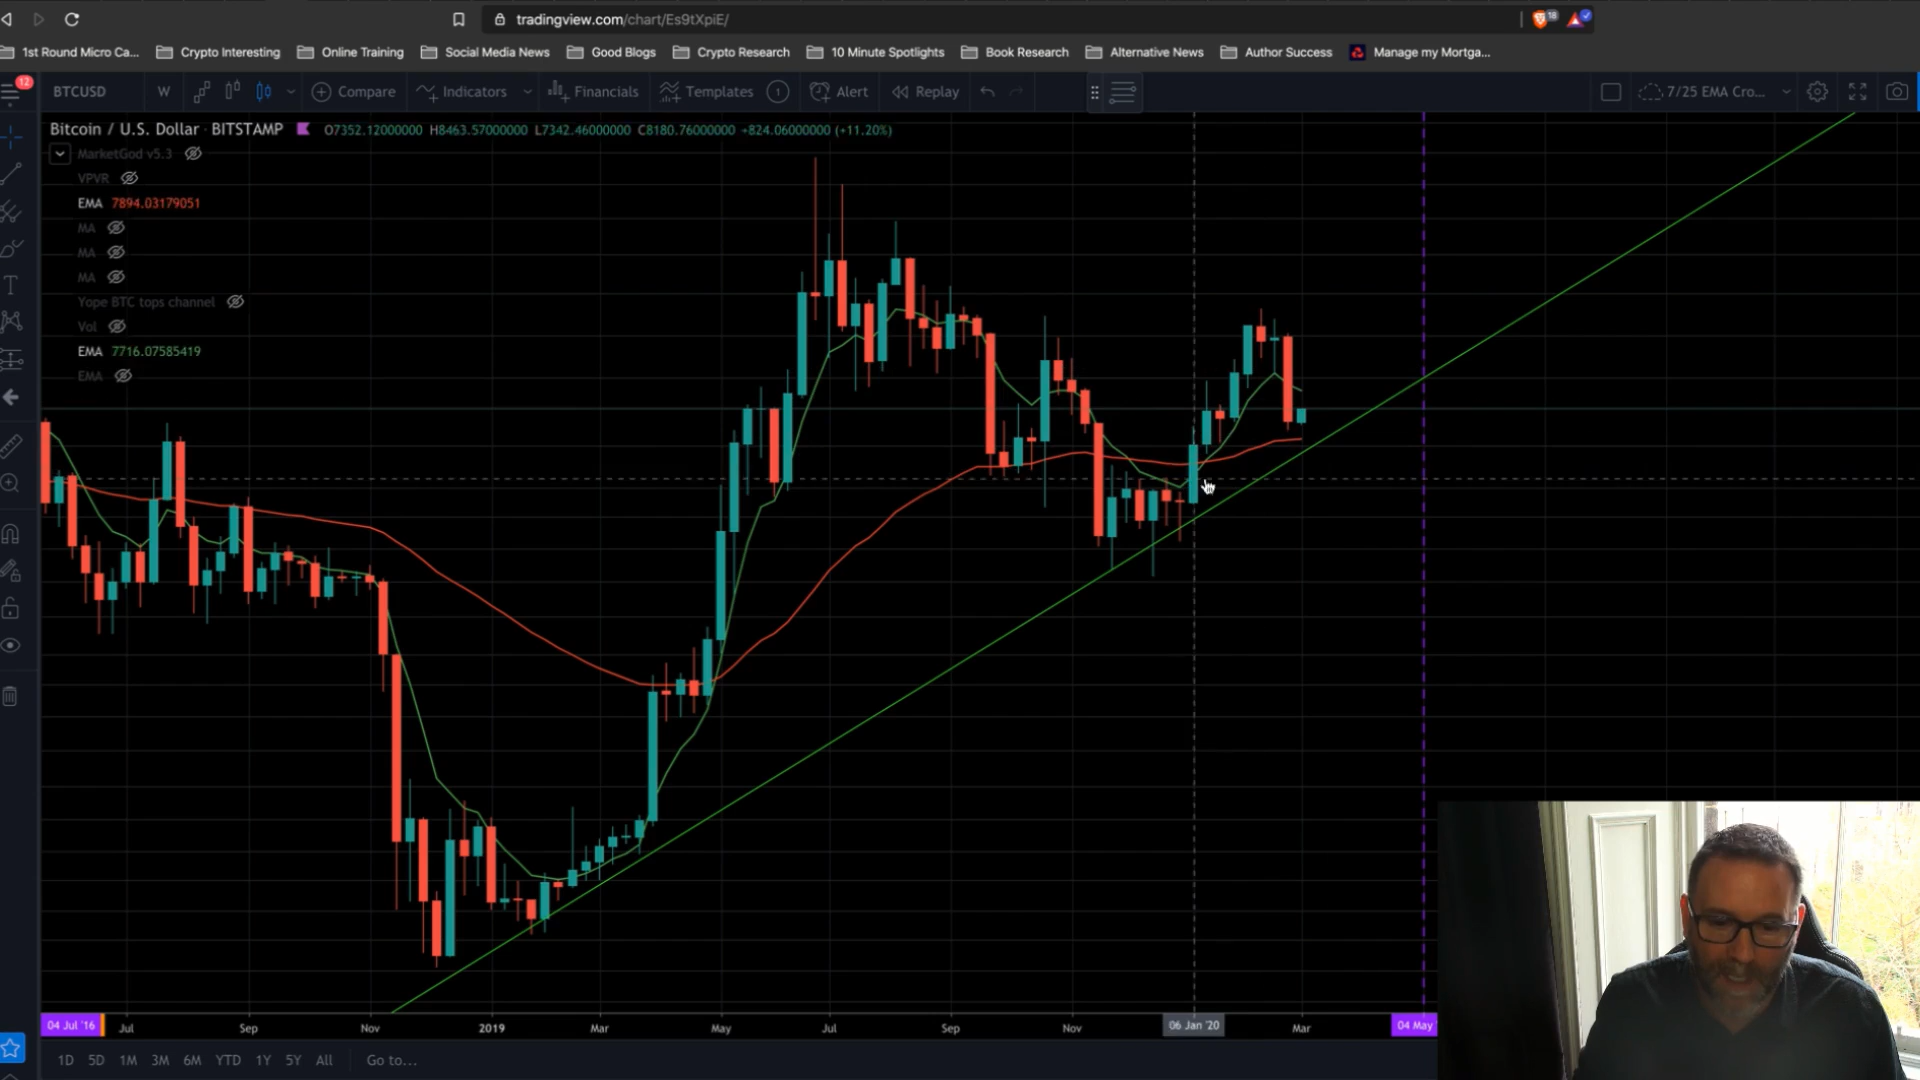 tradingview.com/chart/Es9tXpiE/
18
1st Round Micro Ca... Crypto Interesting Online Training Social Media News Good Blogs Crypto Research 10 Minute Spotlights Book Research Alternative News Author Success Manage my Mortga...
12
BTCUSD W Compare Indicators Financials Templates 1 Alert Replay 7/25 EMA Cro...
Bitcoin / U.S. Dollar · BITSTAMP O7352.12000000 H8463.57000000 L7342.46000000 C8180.76000000 +824.06000000 (+11.20%)
MarketGod v5.3
VPVR
EMA 7894.03179051
MA
MA
MA
Yope BTC tops channel
Vol
EMA 7716.07585419
EMA
04 Jul '16 Jul Sep Nov 2019 Mar May Jul Sep Nov 06 Jan '20 Mar 04 May
1D 5D 1M 3M 6M YTD 1Y 5Y All Go to...